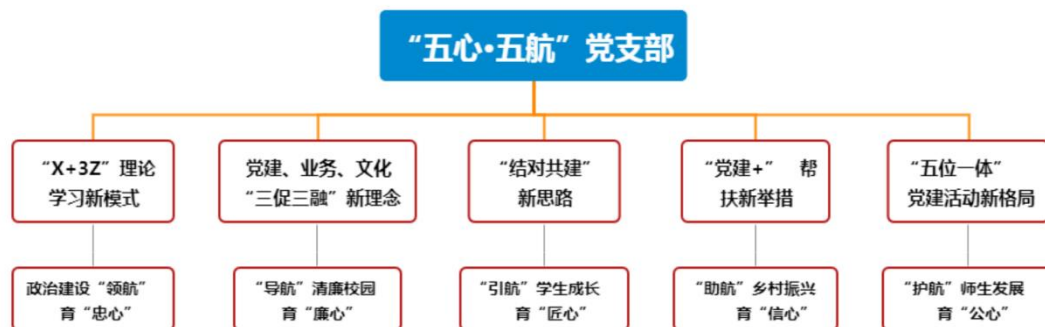 “五心·五航”党支部
“X+3Z”理论
学习新模式
党建、业务、文化
“三促三融”新理念
“结对共建”
新思路
“党建+” 帮
扶新举措
“五位一体”
党建活动新格局
政治建设“领航”
育“忠心”
“导航”清廉校园
育“廉心”
“引航”学生成长
育“匠心”
“助航”乡村振兴
育“信心”
“护航”师生发展
育“公心”